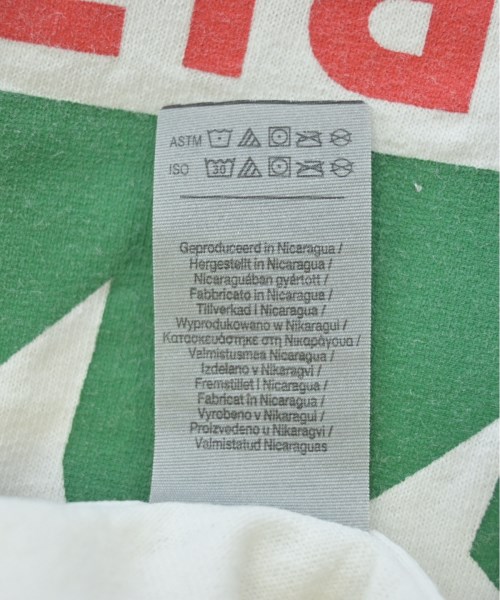 ASTM
ISO 30
Geproduceerd in Nicaragua /
Hergestellt in Nicaragua /
Nicaraguában gyártott /
Fabbricato in Nicaragua /
Tillverkad i Nicaragua /
Wyprodukowano w Nikaragui /
Κατασκευάστηκε στη Νικαράγουα /
Valmistusmaa Nicaragua /
Izdelano v Nikaragvi /
Fremstillet i Nicaragua /
Fabricat in Nicaragua /
Vyrobeno v Nikaragui /
Proizvedeno u Nikaragvi /
Valmistatud Nicaraguas